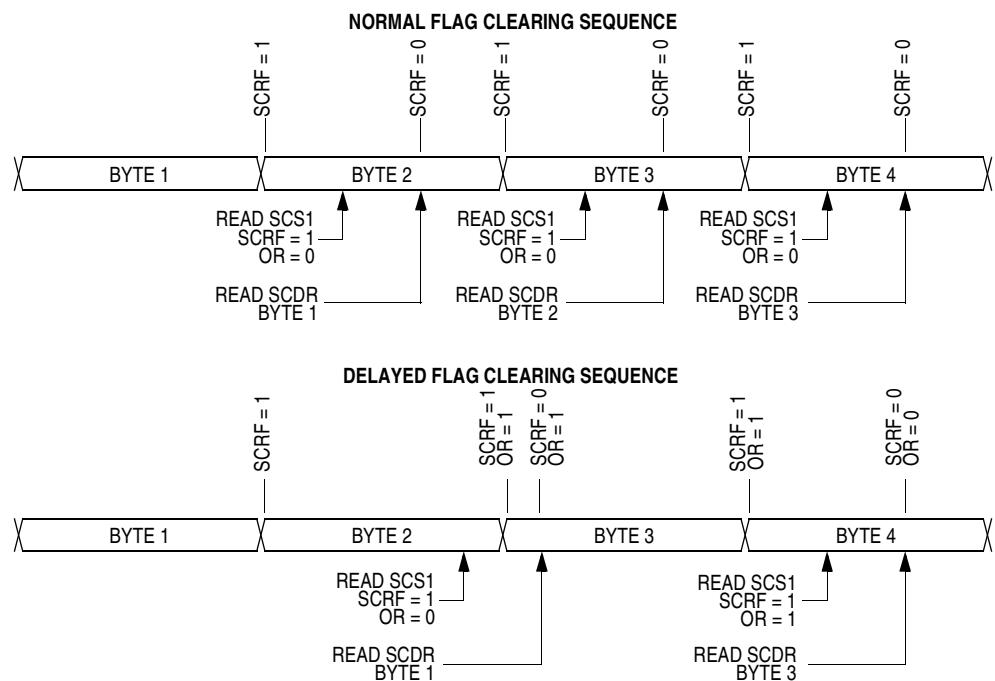 NORMAL FLAG CLEARING SEQUENCE
SCRF = 1
SCRF = 0
SCRF = 1
SCRF = 0
SCRF = 1
SCRF = 0
BYTE 1
BYTE 2
BYTE 3
BYTE 4
READ SCS1
SCRF = 1
OR = 0
READ SCS1
SCRF = 1
OR = 0
READ SCS1
SCRF = 1
OR = 0
READ SCDR
BYTE 1
READ SCDR
BYTE 2
READ SCDR
BYTE 3
DELAYED FLAG CLEARING SEQUENCE
SCRF = 1
SCRF = 1
OR = 1
SCRF = 0
OR = 1
SCRF = 1
OR = 1
SCRF = 0
OR = 0
BYTE 1
BYTE 2
BYTE 3
BYTE 4
READ SCS1
SCRF = 1
OR = 0
READ SCS1
SCRF = 1
OR = 1
READ SCDR
BYTE 1
READ SCDR
BYTE 3